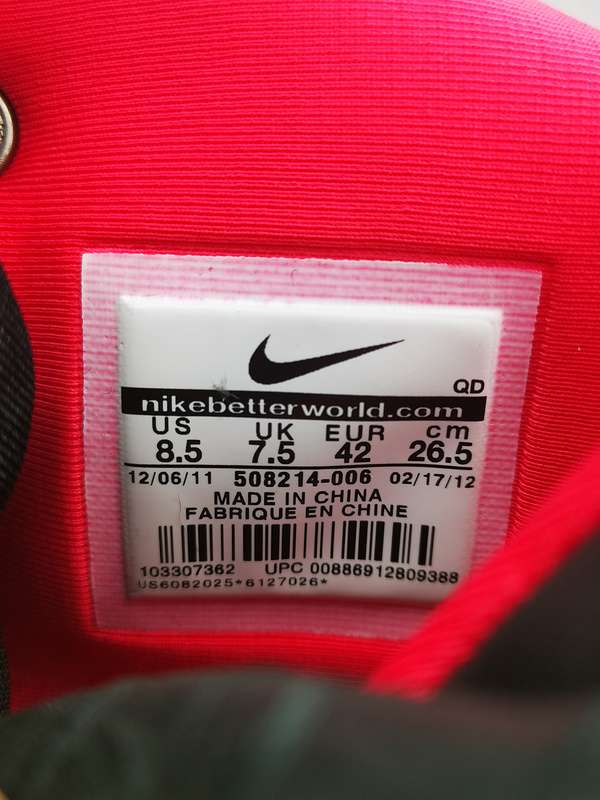 QD
nikebetterworld.com
US UK EUR cm
8.5 7.5 42 26.5
12/06/11 508214-006 02/17/12
MADE IN CHINA
FABRIQUE EN CHINE
103307362 UPC 00886912809388
US6082025*6127026*